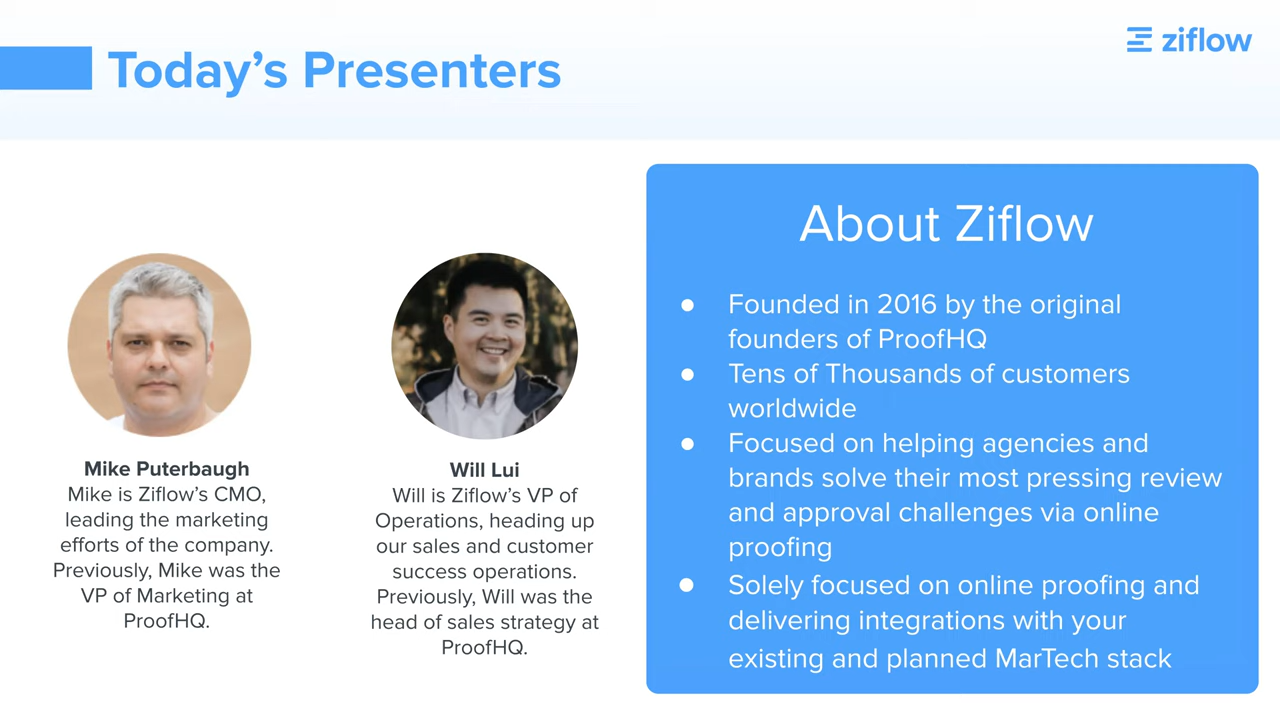 Today’s Presenters
ziflow
Mike Puterbaugh
Mike is Ziflow’s CMO,
leading the marketing
efforts of the company.
Previously, Mike was the
VP of Marketing at
ProofHQ.
Will Lui
Will is Ziflow’s VP of
Operations, heading up
our sales and customer
success operations.
Previously, Will was the
head of sales strategy at
ProofHQ.
About Ziflow
● Founded in 2016 by the original
founders of ProofHQ
● Tens of Thousands of customers
worldwide
● Focused on helping agencies and
brands solve their most pressing review
and approval challenges via online
proofing
● Solely focused on online proofing and
delivering integrations with your
existing and planned MarTech stack